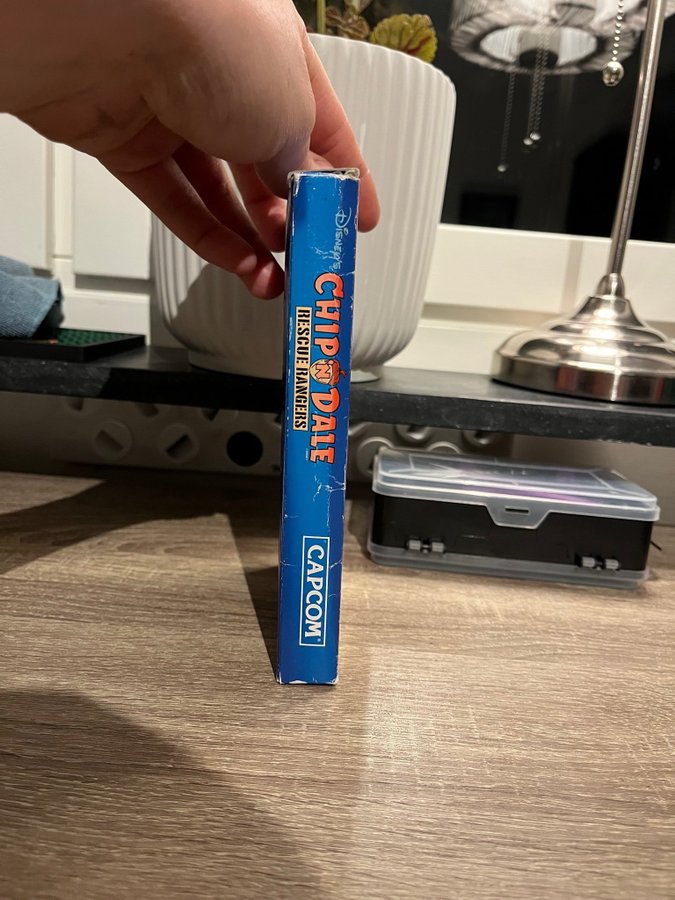 DISNEY'S
CHIP 'N DALE
RESCUE RANGERS
CAPCOM®